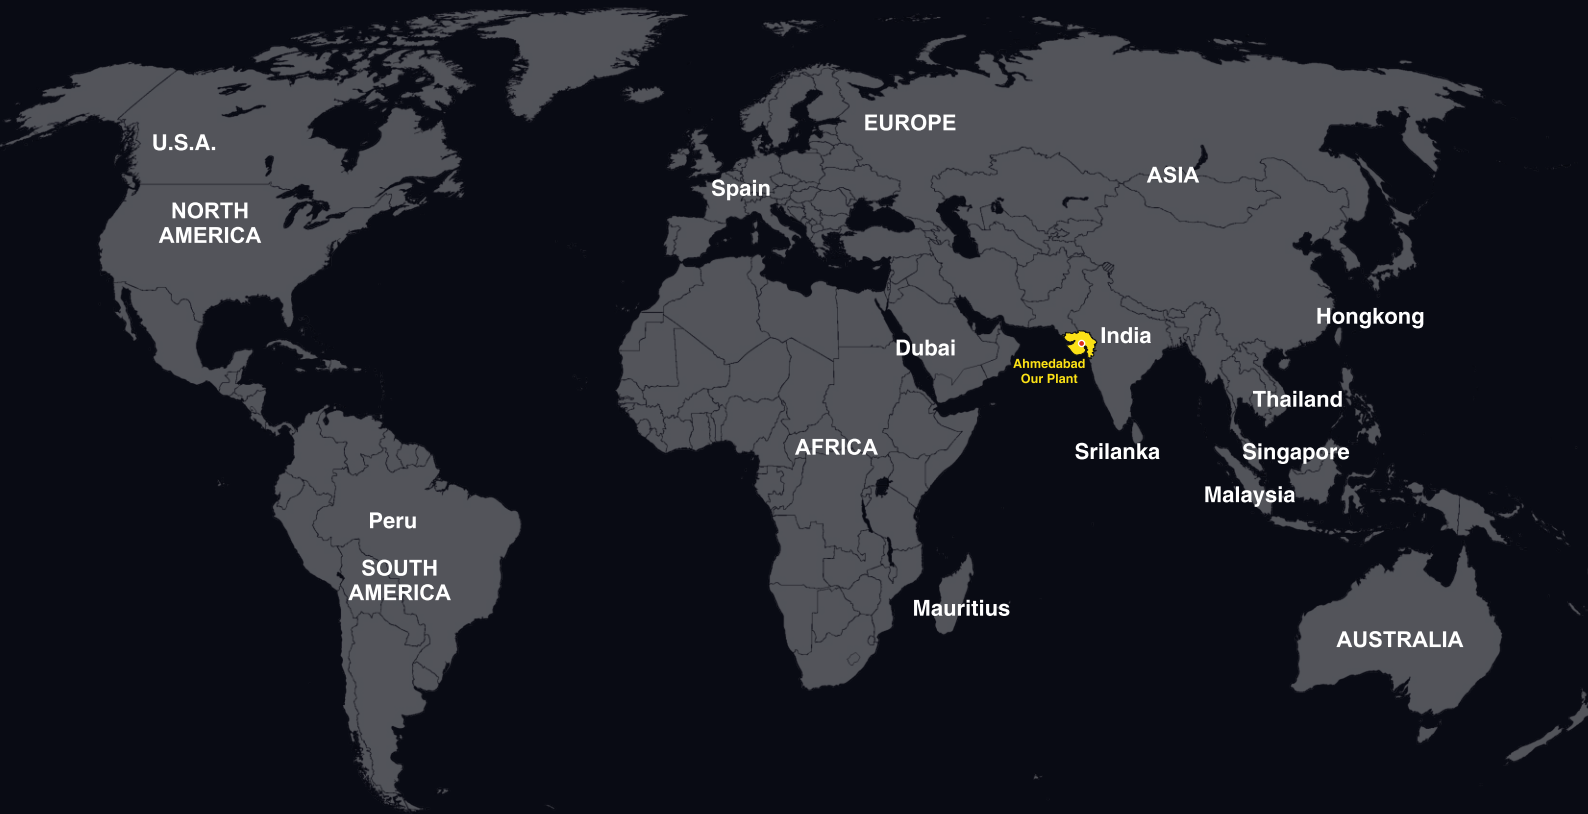 EUROPE
U.S.A.
ASIA
Spain
NORTH
AMERICA
Hongkong
India
Dubai
Ahmedabad
Our Plant
Thailand
AFRICA
Srilanka
Singapore
Malaysia
Peru
SOUTH
AMERICA
Mauritius
AUSTRALIA